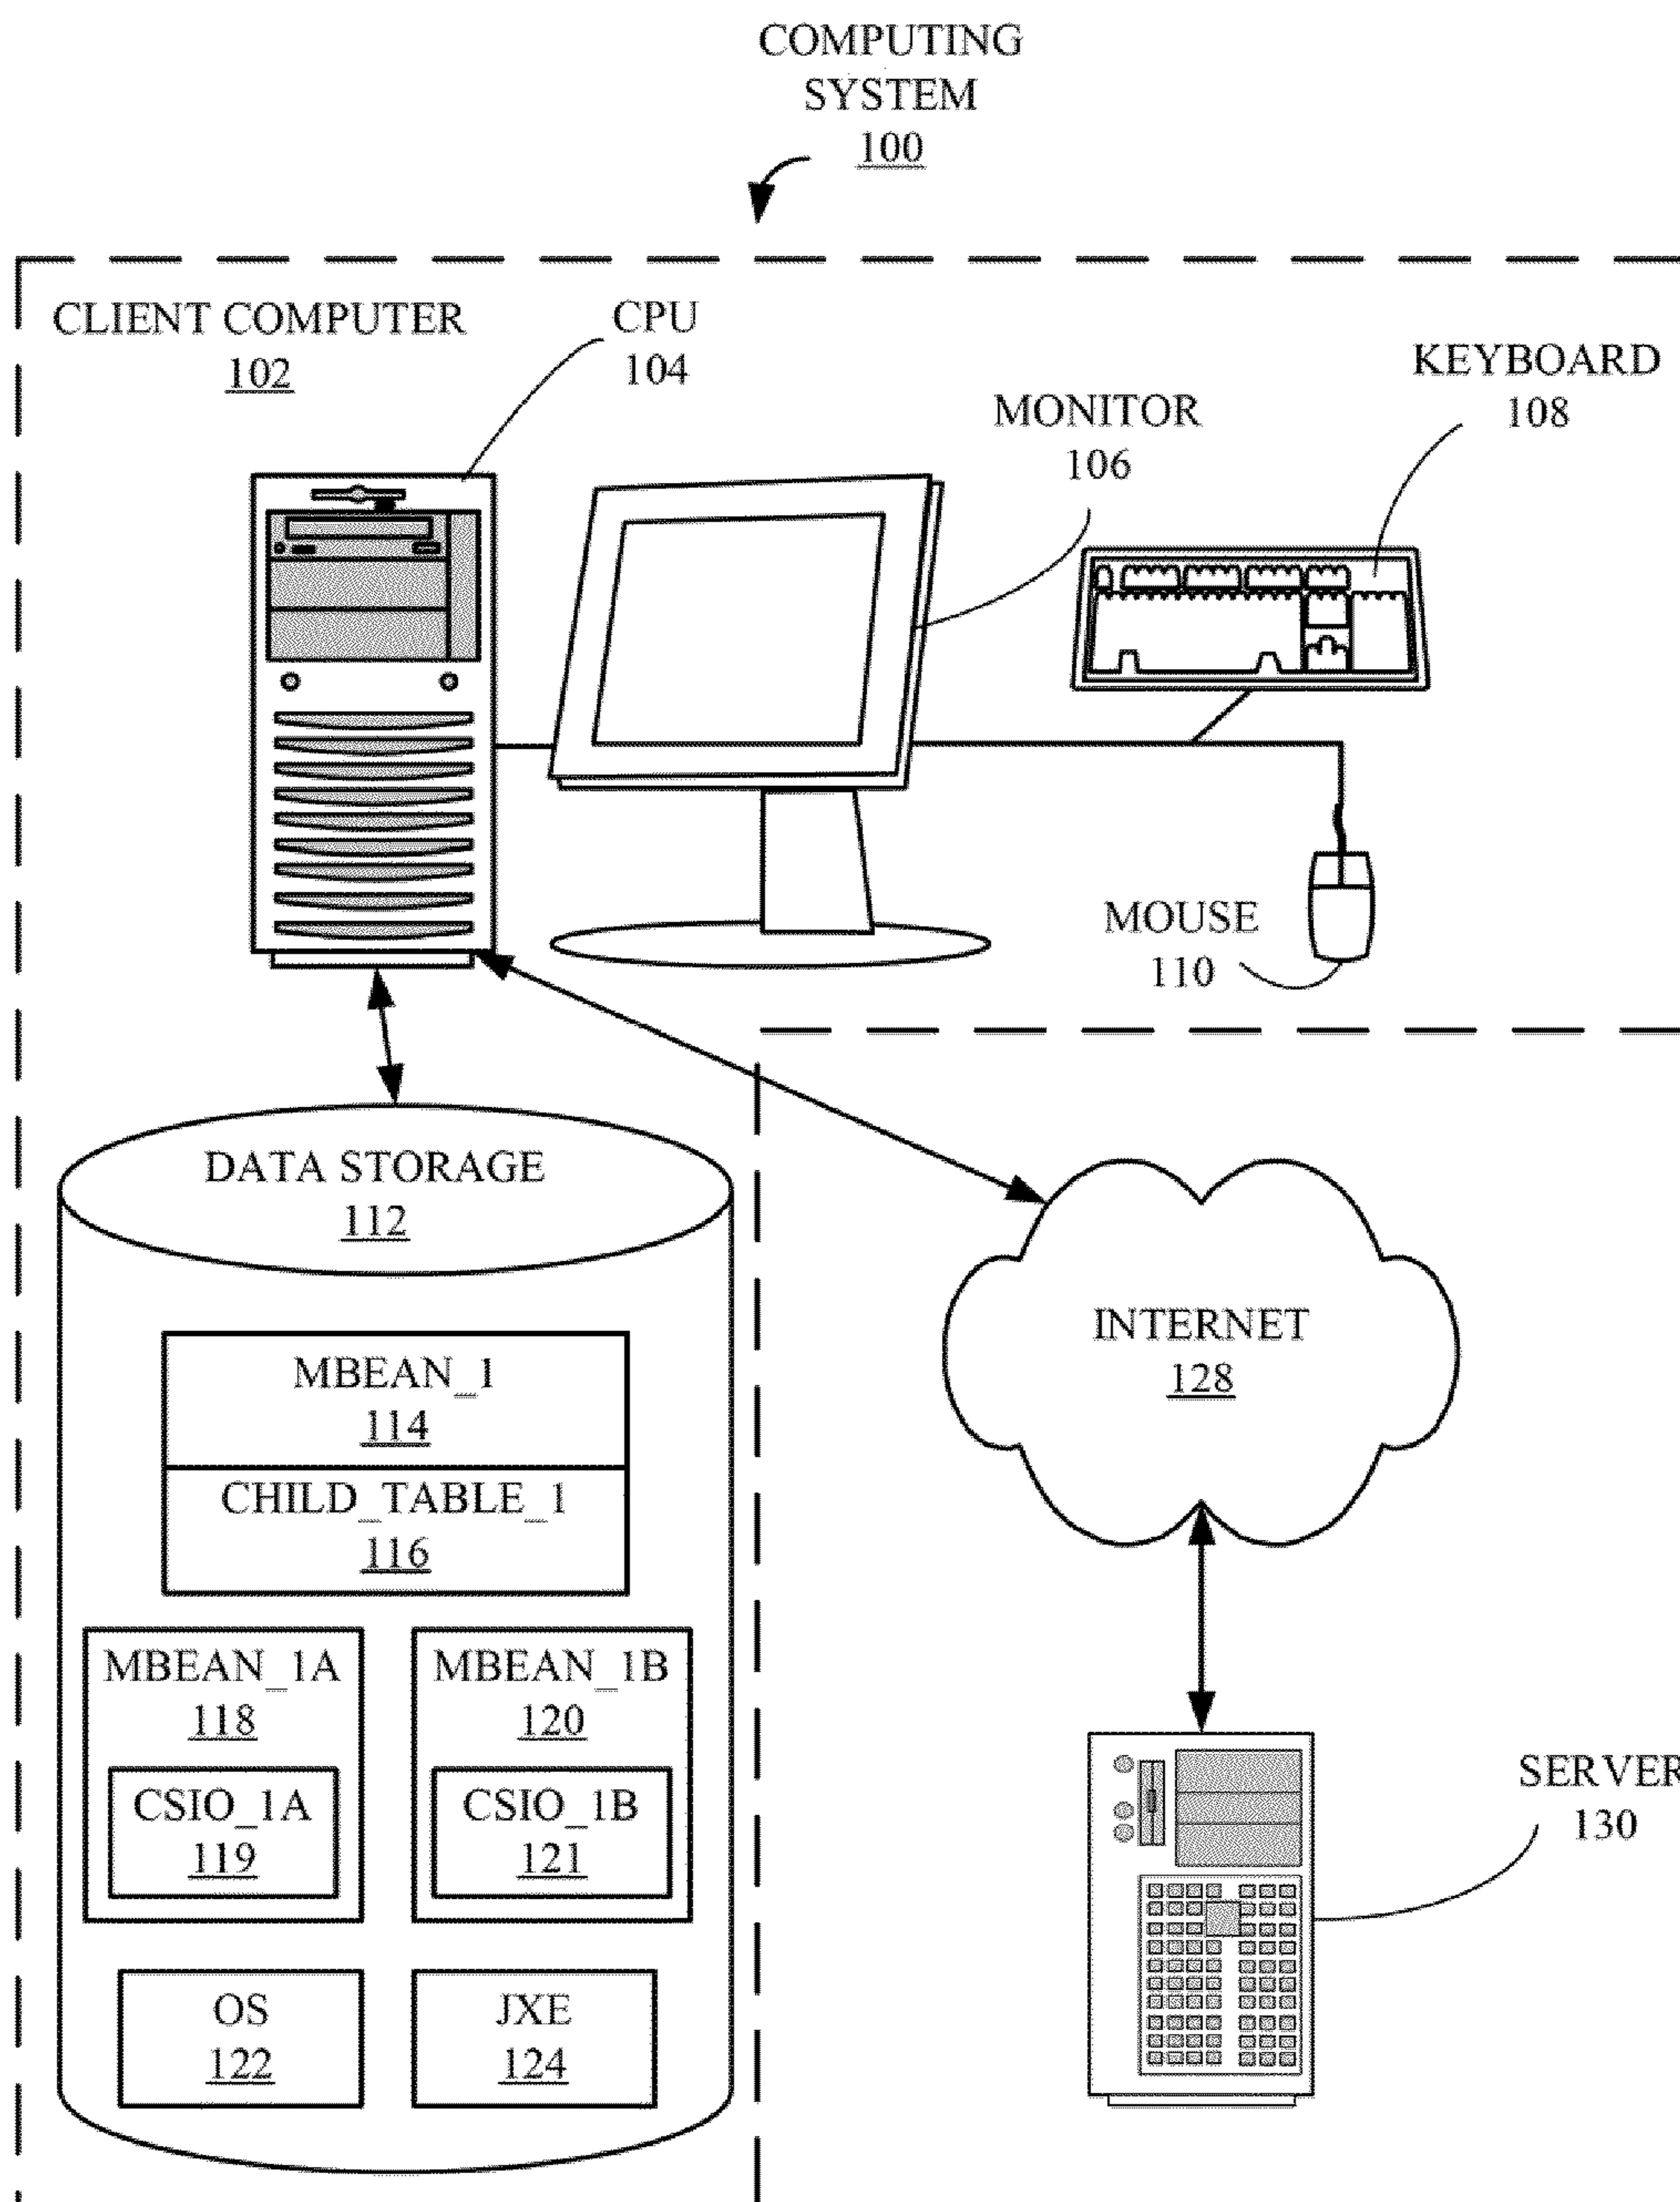 COMPUTING
SYSTEM
100
CLIENT COMPUTER
102
CPU
104
MONITOR
106
KEYBOARD
108
MOUSE
110
DATA STORAGE
112
MBEAN_1
114
CHILD_TABLE_1
116
MBEAN_1A
118
CSIO_1A
119
MBEAN_1B
120
CSIO_1B
121
OS
122
JXE
124
INTERNET
128
SERVER
130